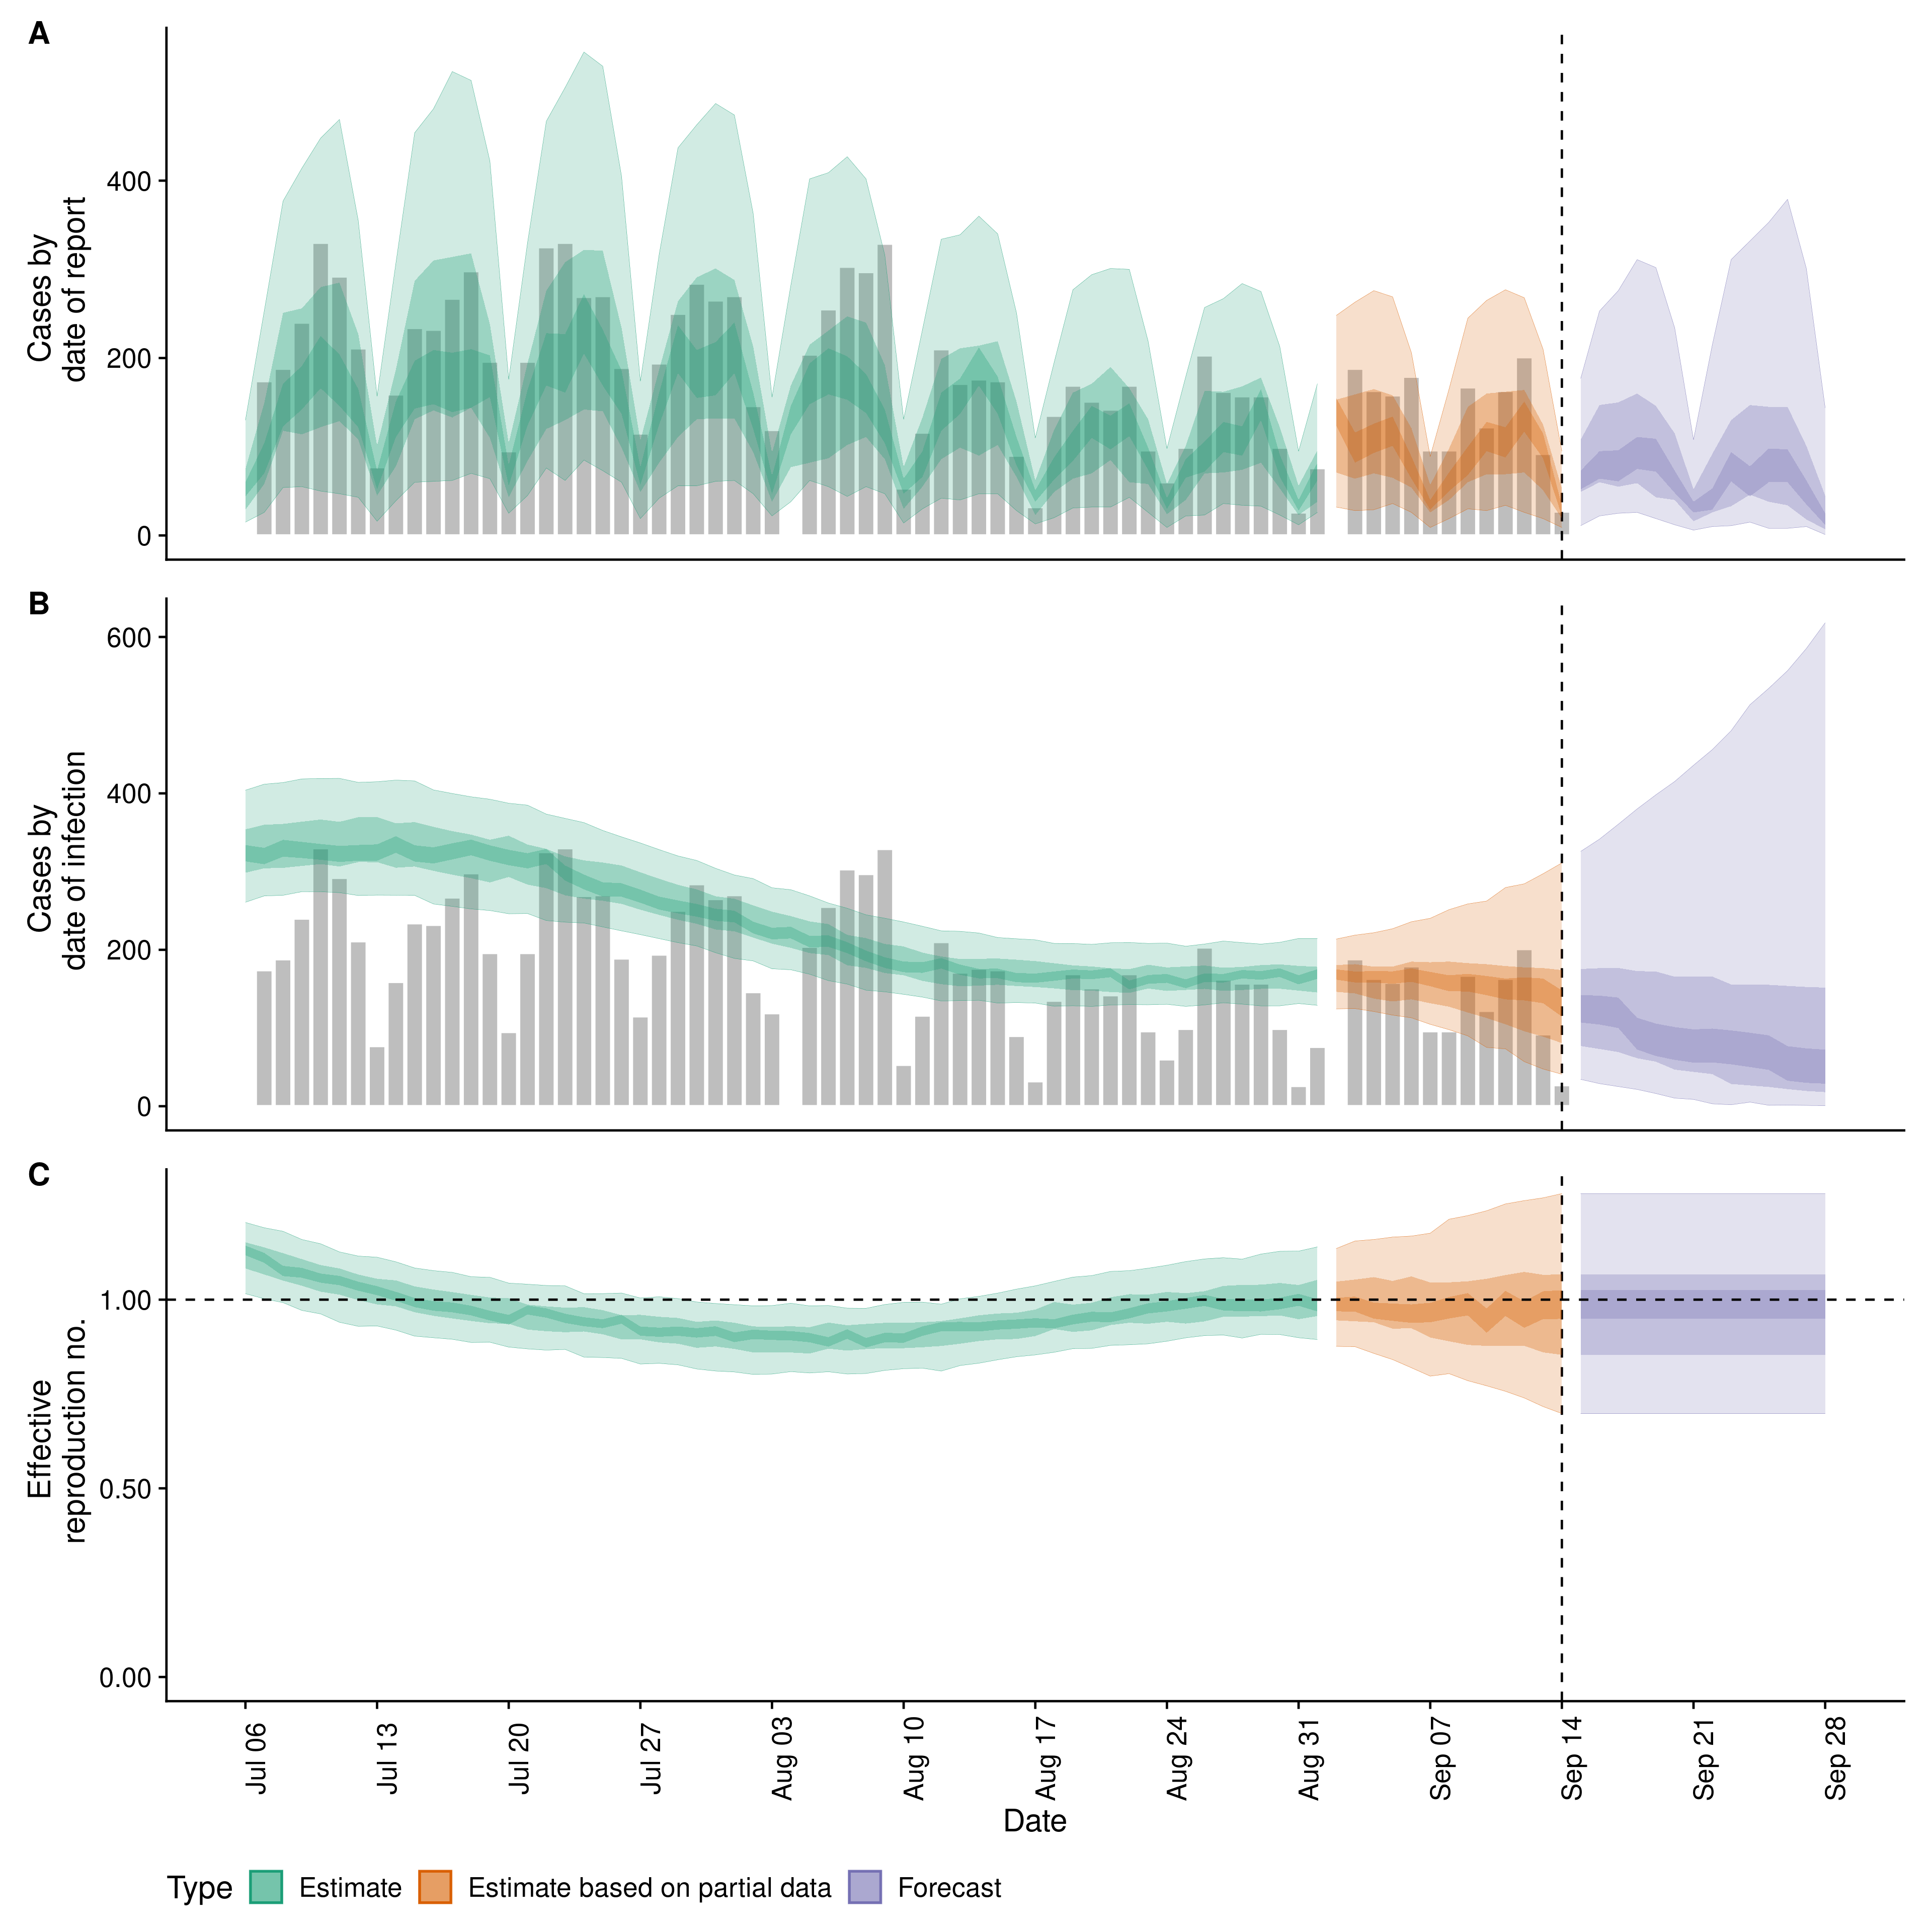 A
Cases by
date of report
400
200
0
B
Cases by
date of infection
600
400
200
0
C
Effective
reproduction no.
1.00
0.50
0.00
Jul 06
Jul 13
Jul 20
Jul 27
Aug 03
Aug 10
Aug 17
Aug 24
Aug 31
Sep 07
Sep 14
Sep 21
Sep 28
Date
Type Estimate Estimate based on partial data Forecast